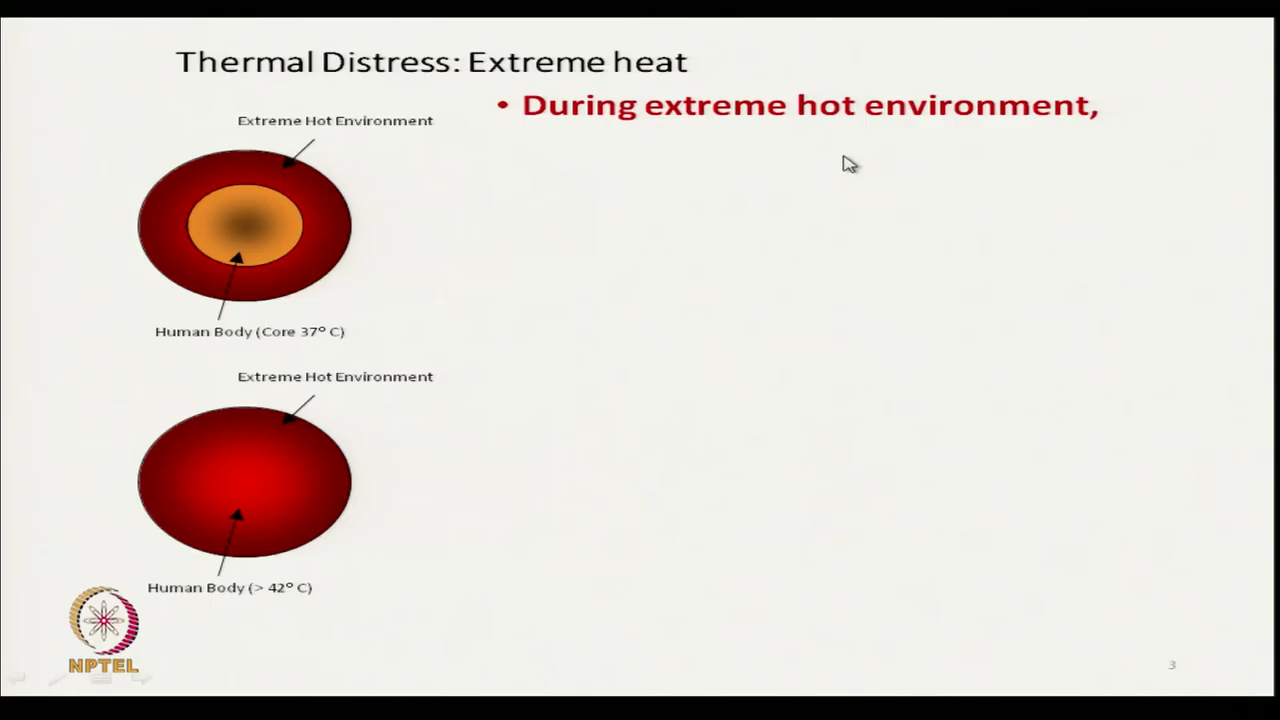 Thermal Distress: Extreme heat
• During extreme hot environment,
Extreme Hot Environment
Human Body (Core 37° C)
Extreme Hot Environment
Human Body (> 42° C)
NPTEL
3